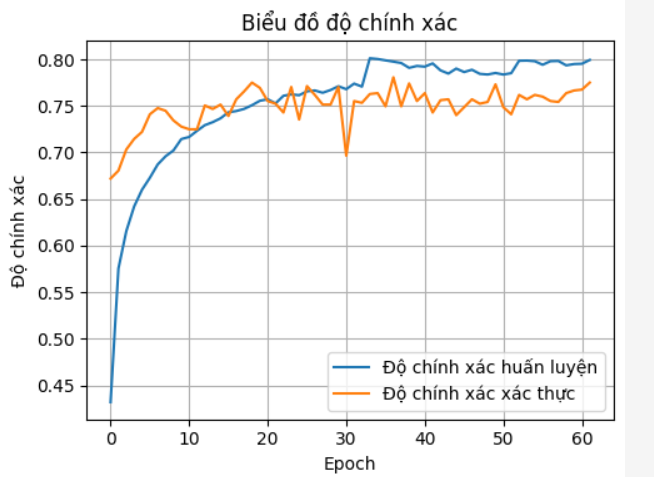 Biểu đồ độ chính xác
Độ chính xác
0.80
0.75
0.70
0.65
0.60
0.55
0.50
0.45
Độ chính xác huấn luyện
Độ chính xác xác thực
0 10 20 30 40 50 60
Epoch